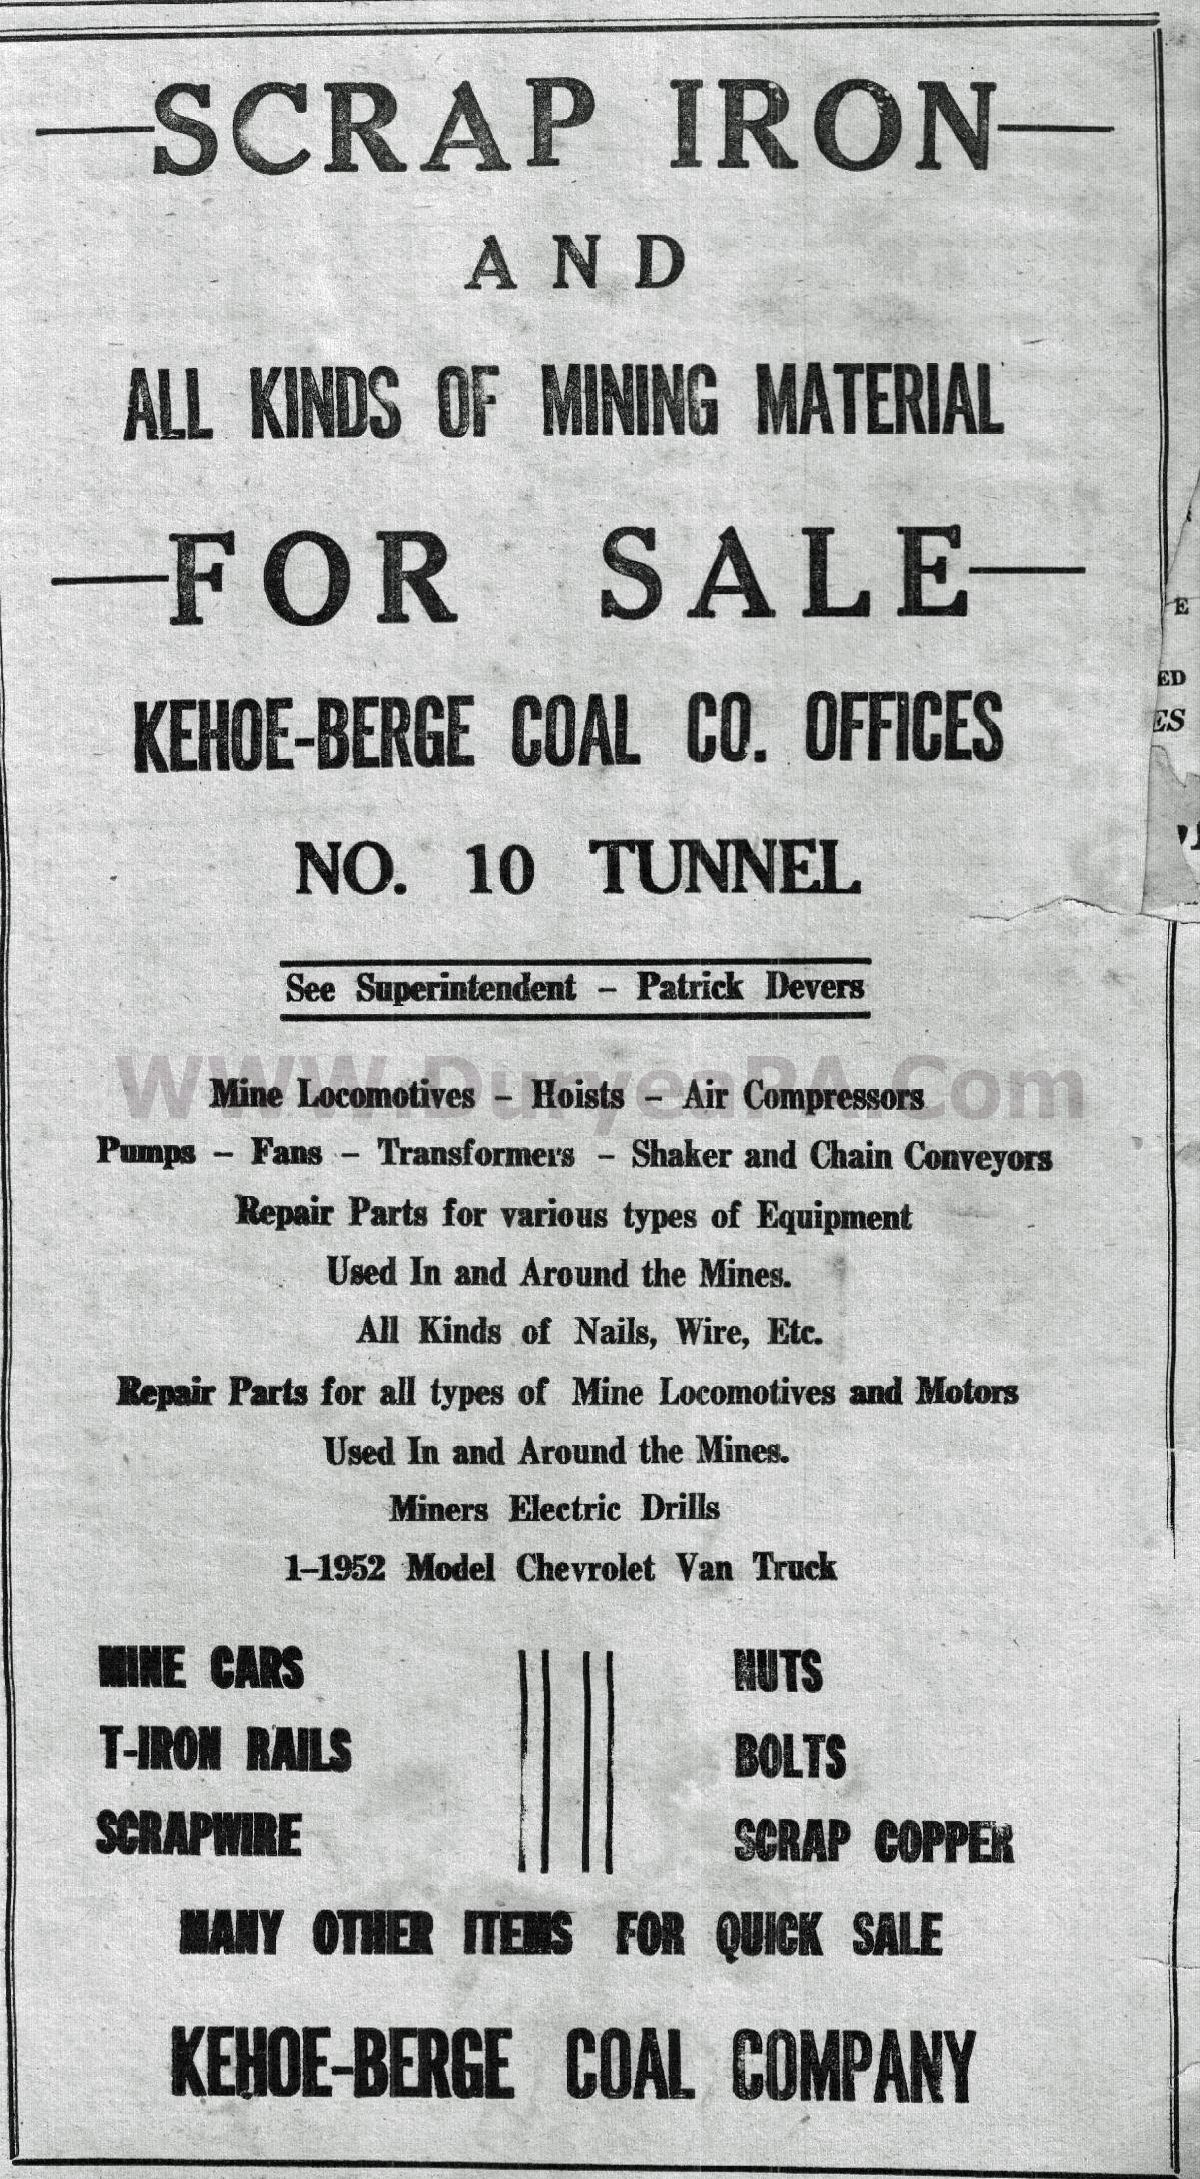 SCRAP IRON
AND
ALL KINDS OF MINING MATERIAL
FOR SALE
KEHOE-BERGE COAL CO. OFFICES
NO. 10 TUNNEL
See Superintendent – Patrick Devers
WWW.DuryeaPA.Com
Mine Locomotives – Hoists – Air Compressors
Pumps – Fans – Transformers – Shaker and Chain Conveyors
Repair Parts for various types of Equipment
Used In and Around the Mines.
All Kinds of Nails, Wire, Etc.
Repair Parts for all types of Mine Locomotives and Motors
Used In and Around the Mines.
Miners Electric Drills
1–1952 Model Chevrolet Van Truck
MINE CARS
T-IRON RAILS
SCRAPWIRE
NUTS
BOLTS
SCRAP COPPER
MANY OTHER ITEMS FOR QUICK SALE
KEHOE-BERGE COAL COMPANY
E
ED
ES